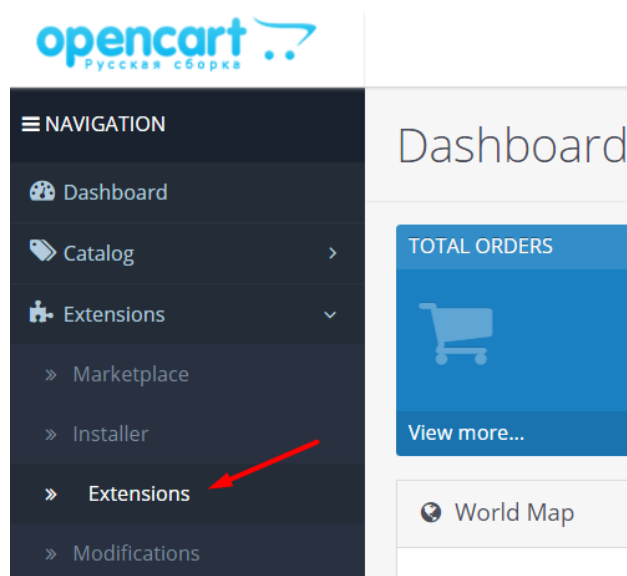 opencart
Русская сборка
NAVIGATION
Dashboard
Dashboard
Catalog
Extensions
Marketplace
Installer
Extensions
Modifications
TOTAL ORDERS
View more...
World Map